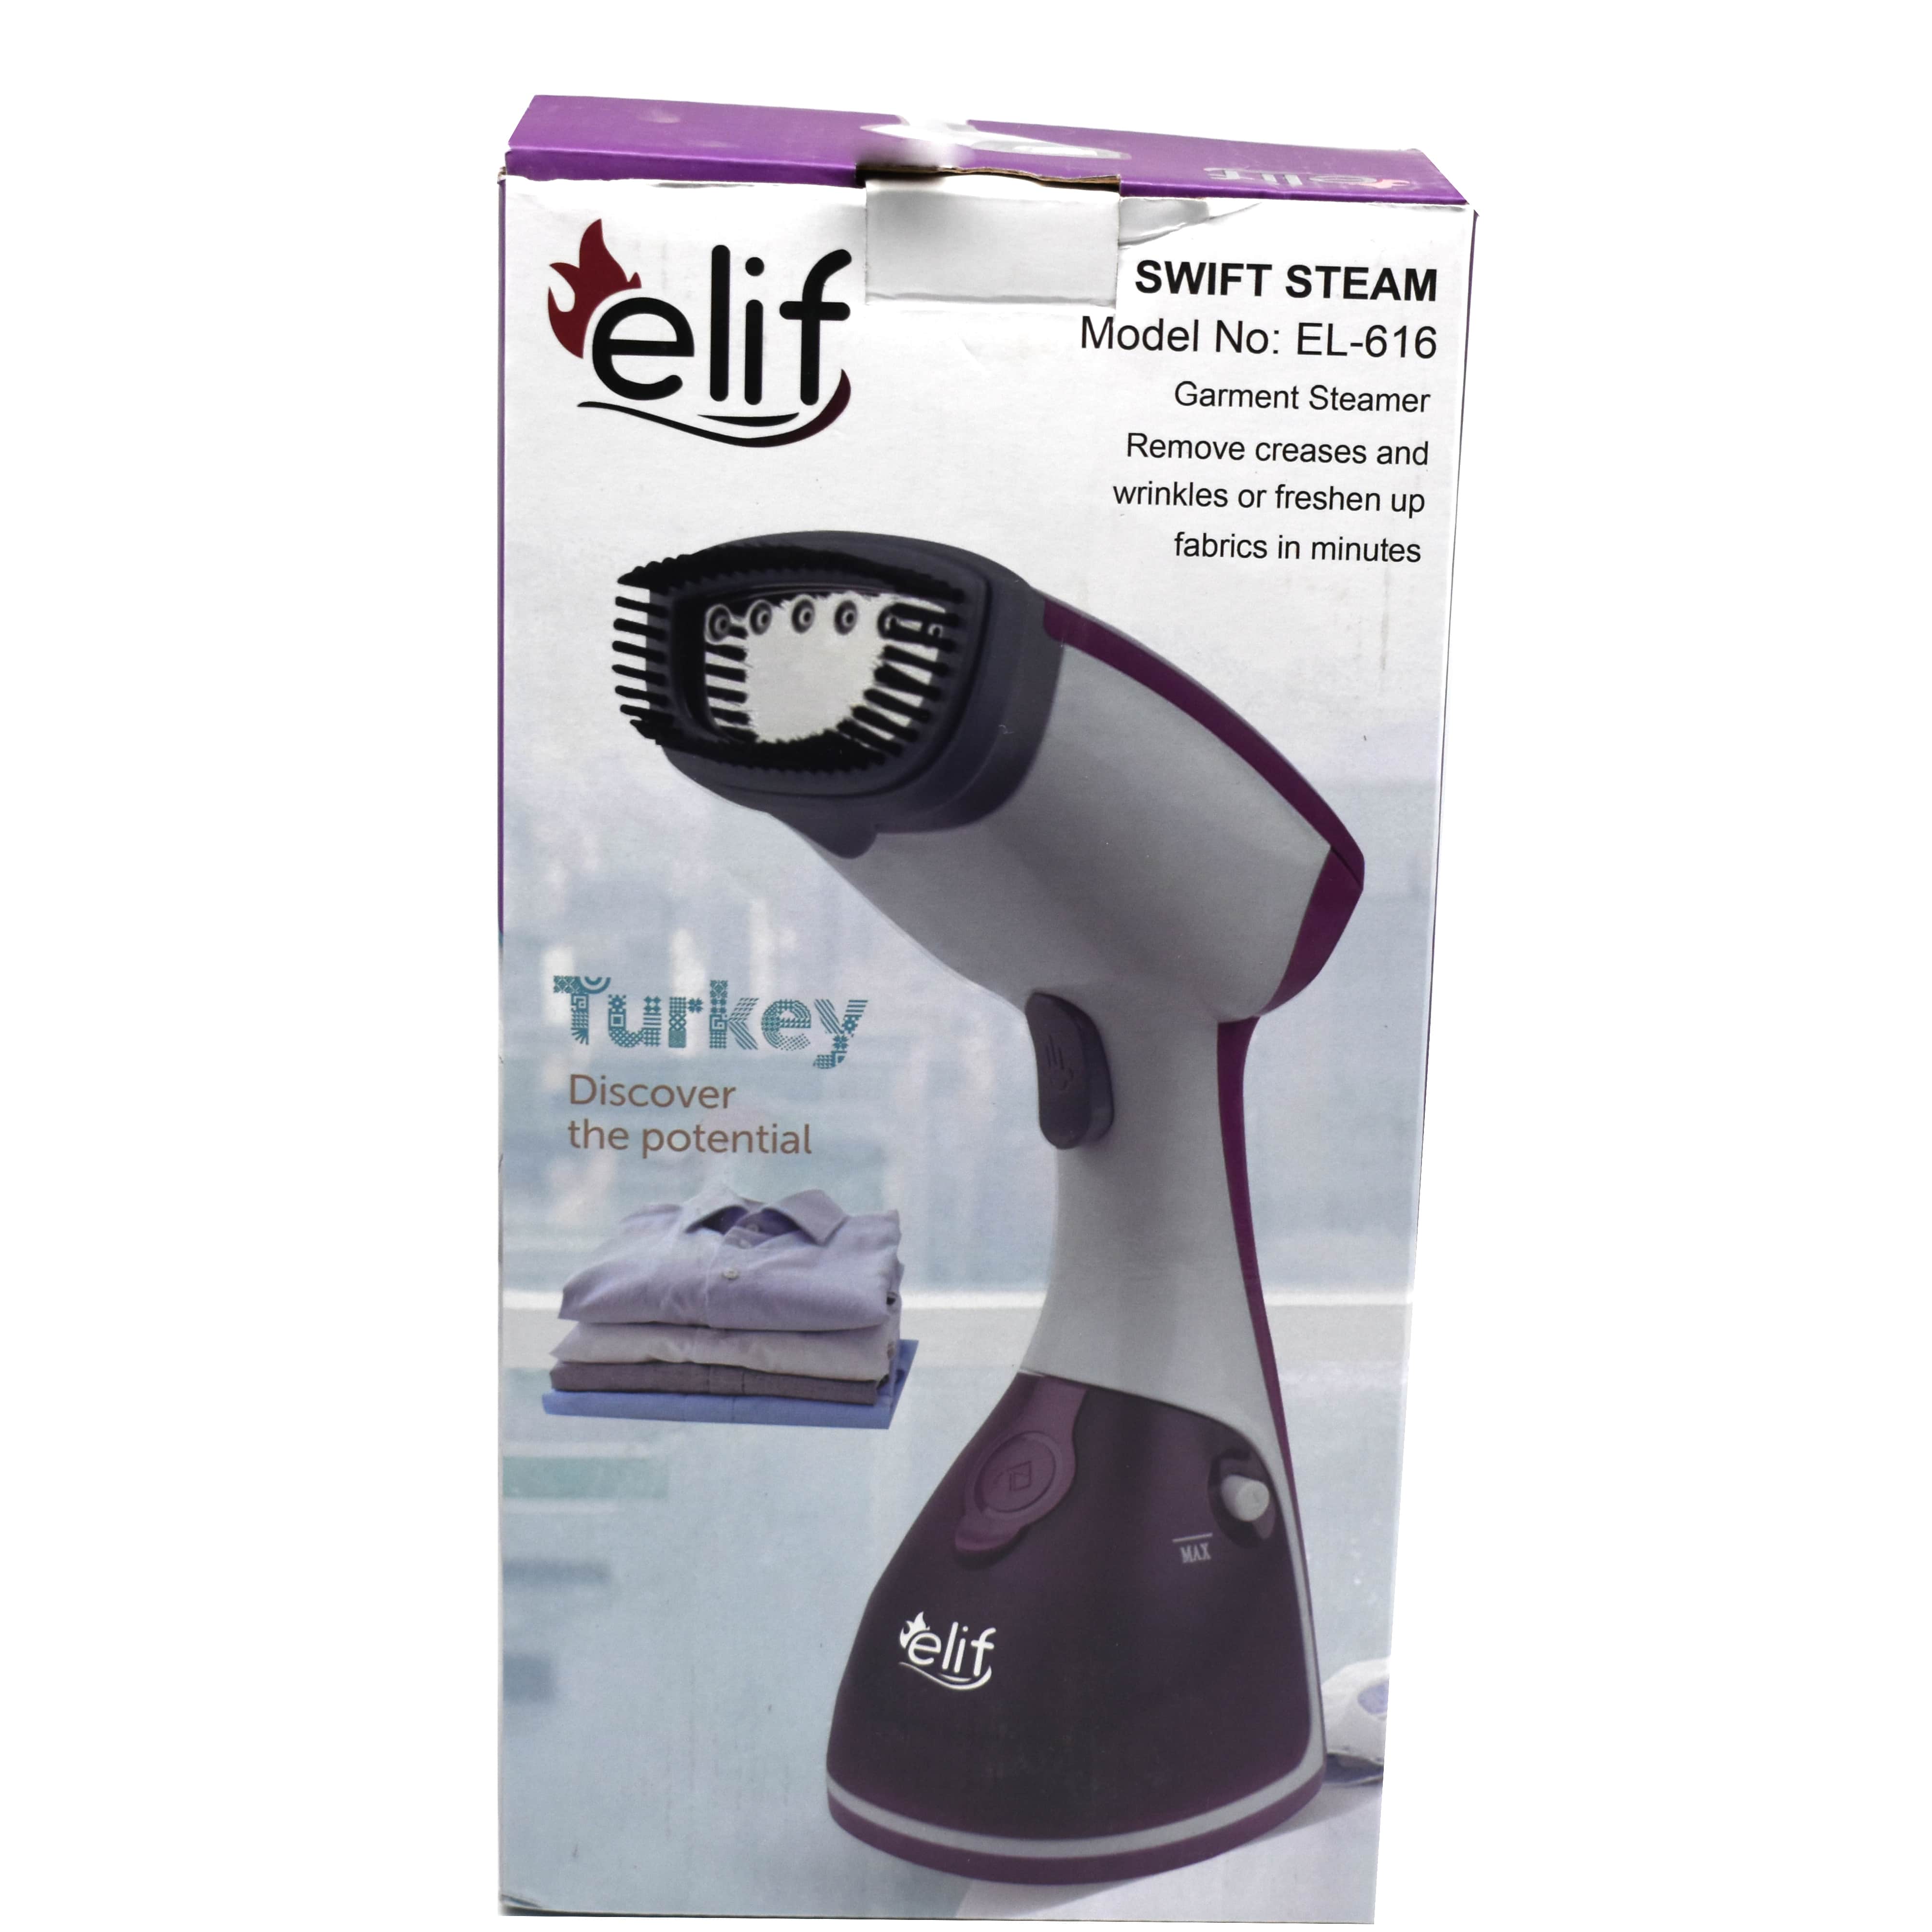 elif
elif
SWIFT STEAM
Model No: EL-616
Garment Steamer
Remove creases and
wrinkles or freshen up
fabrics in minutes
Turkey
Discover
the potential
MAX
elif